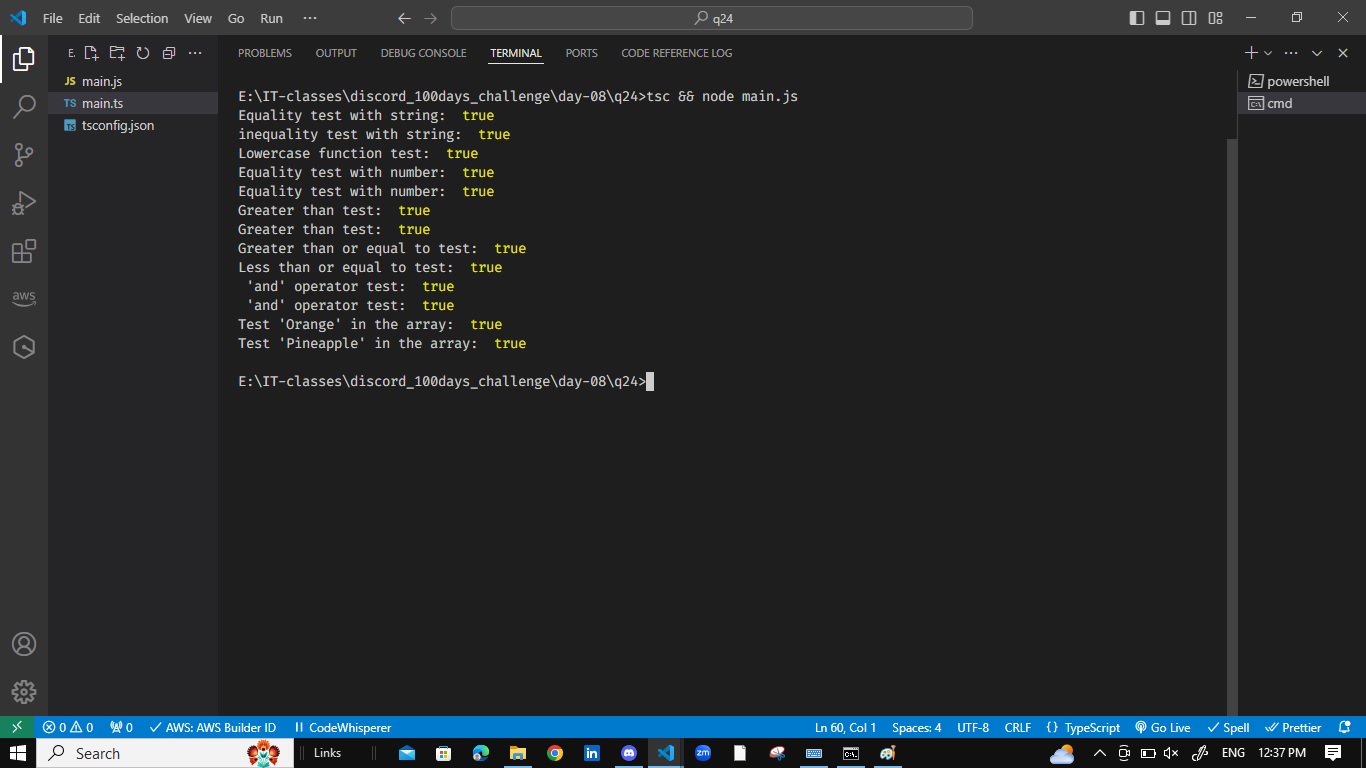 File Edit Selection View Go Run ··· q24
E. PROBLEMS OUTPUT DEBUG CONSOLE TERMINAL PORTS CODE REFERENCE LOG
JS main.js
TS main.ts
tsconfig.json
E:\IT-classes\discord_100days_challenge\day-08\q24>tsc && node main.js
Equality test with string:  true
inequality test with string:  true
Lowercase function test:  true
Equality test with number:  true
Equality test with number:  true
Greater than test:  true
Greater than test:  true
Greater than or equal to test:  true
Less than or equal to test:  true
 'and' operator test:  true
 'and' operator test:  true
Test 'Orange' in the array:  true
Test 'Pineapple' in the array:  true
E:\IT-classes\discord_100days_challenge\day-08\q24>
powershell
cmd
aws
0 0 0 AWS: AWS Builder ID CodeWhisperer Ln 60, Col 1 Spaces: 4 UTF-8 CRLF {} TypeScript Go Live Spell Prettier
Search Links in zm ENG 12:37 PM